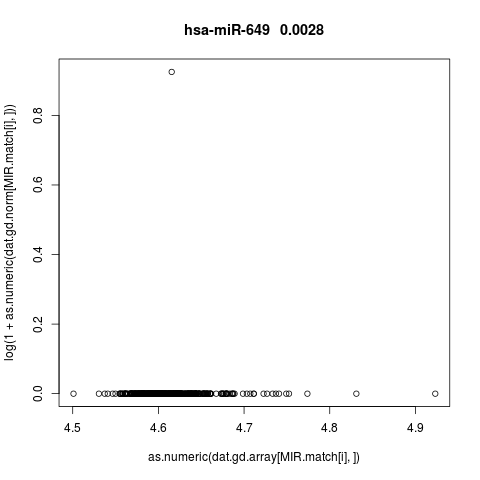 hsa-miR-649 0.0028
log(1 + as.numeric(dat.gd.norm[MIR.match[i], ]))
0.8
0.6
0.4
0.2
0.0
4.5 4.6 4.7 4.8 4.9
as.numeric(dat.gd.array[MIR.match[i], ])